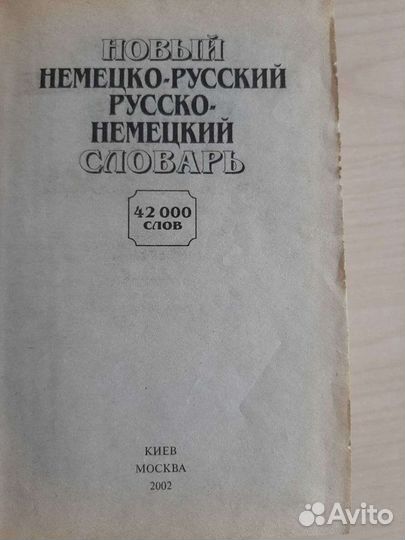 НОВЫЙ
НЕМЕЦКО-РУССКИЙ
РУССКО-
НЕМЕЦКИЙ
СЛОВАРЬ
42 000
СЛОВ
КИЕВ
МОСКВА
2002
Avito